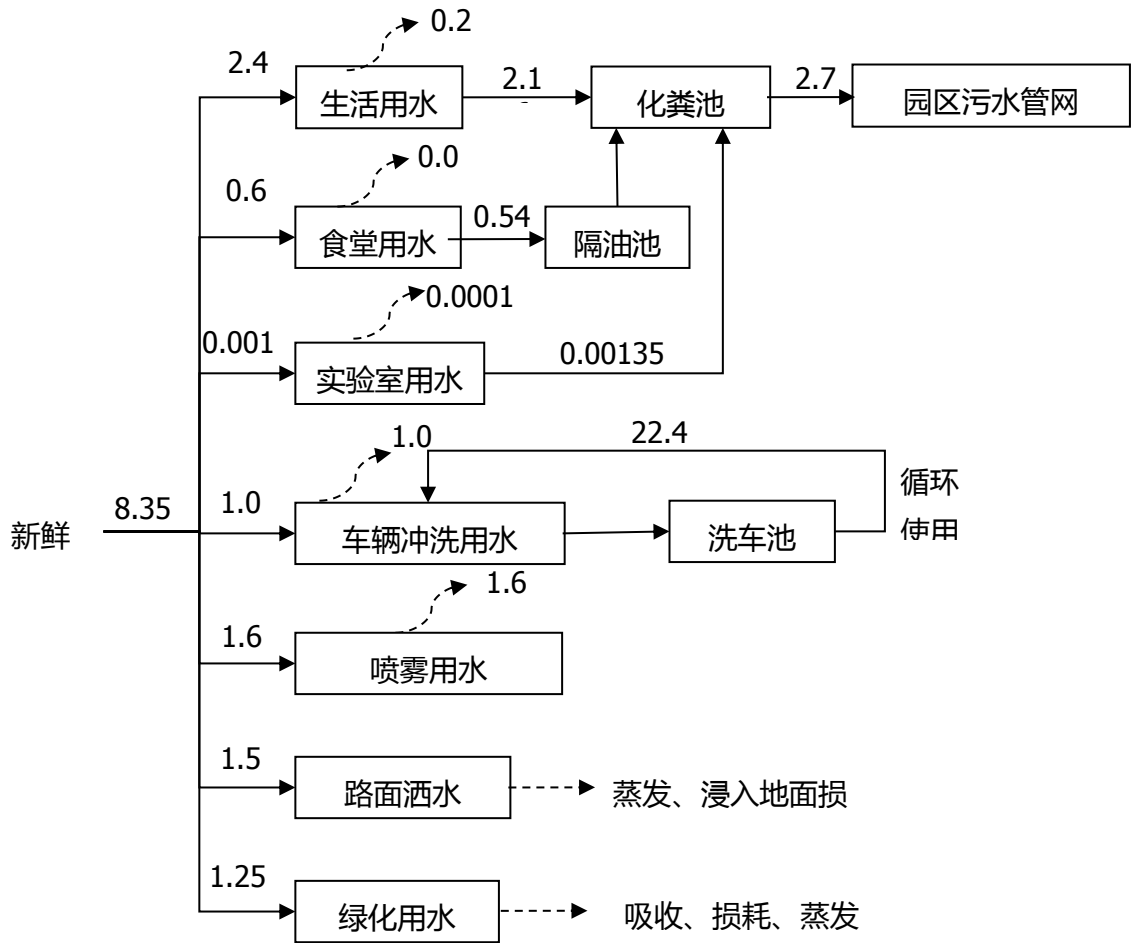 0.2
2.4
生活用水
2.1
化粪池
2.7
园区污水管网
0.0
0.6
食堂用水
0.54
隔油池
0.0001
0.001
实验室用水
0.00135
1.0
22.4
循环
使用
新鲜
8.35
1.0
车辆冲洗用水
洗车池
1.6
1.6
喷雾用水
1.5
路面洒水
蒸发、浸入地面损
1.25
绿化用水
吸收、损耗、蒸发